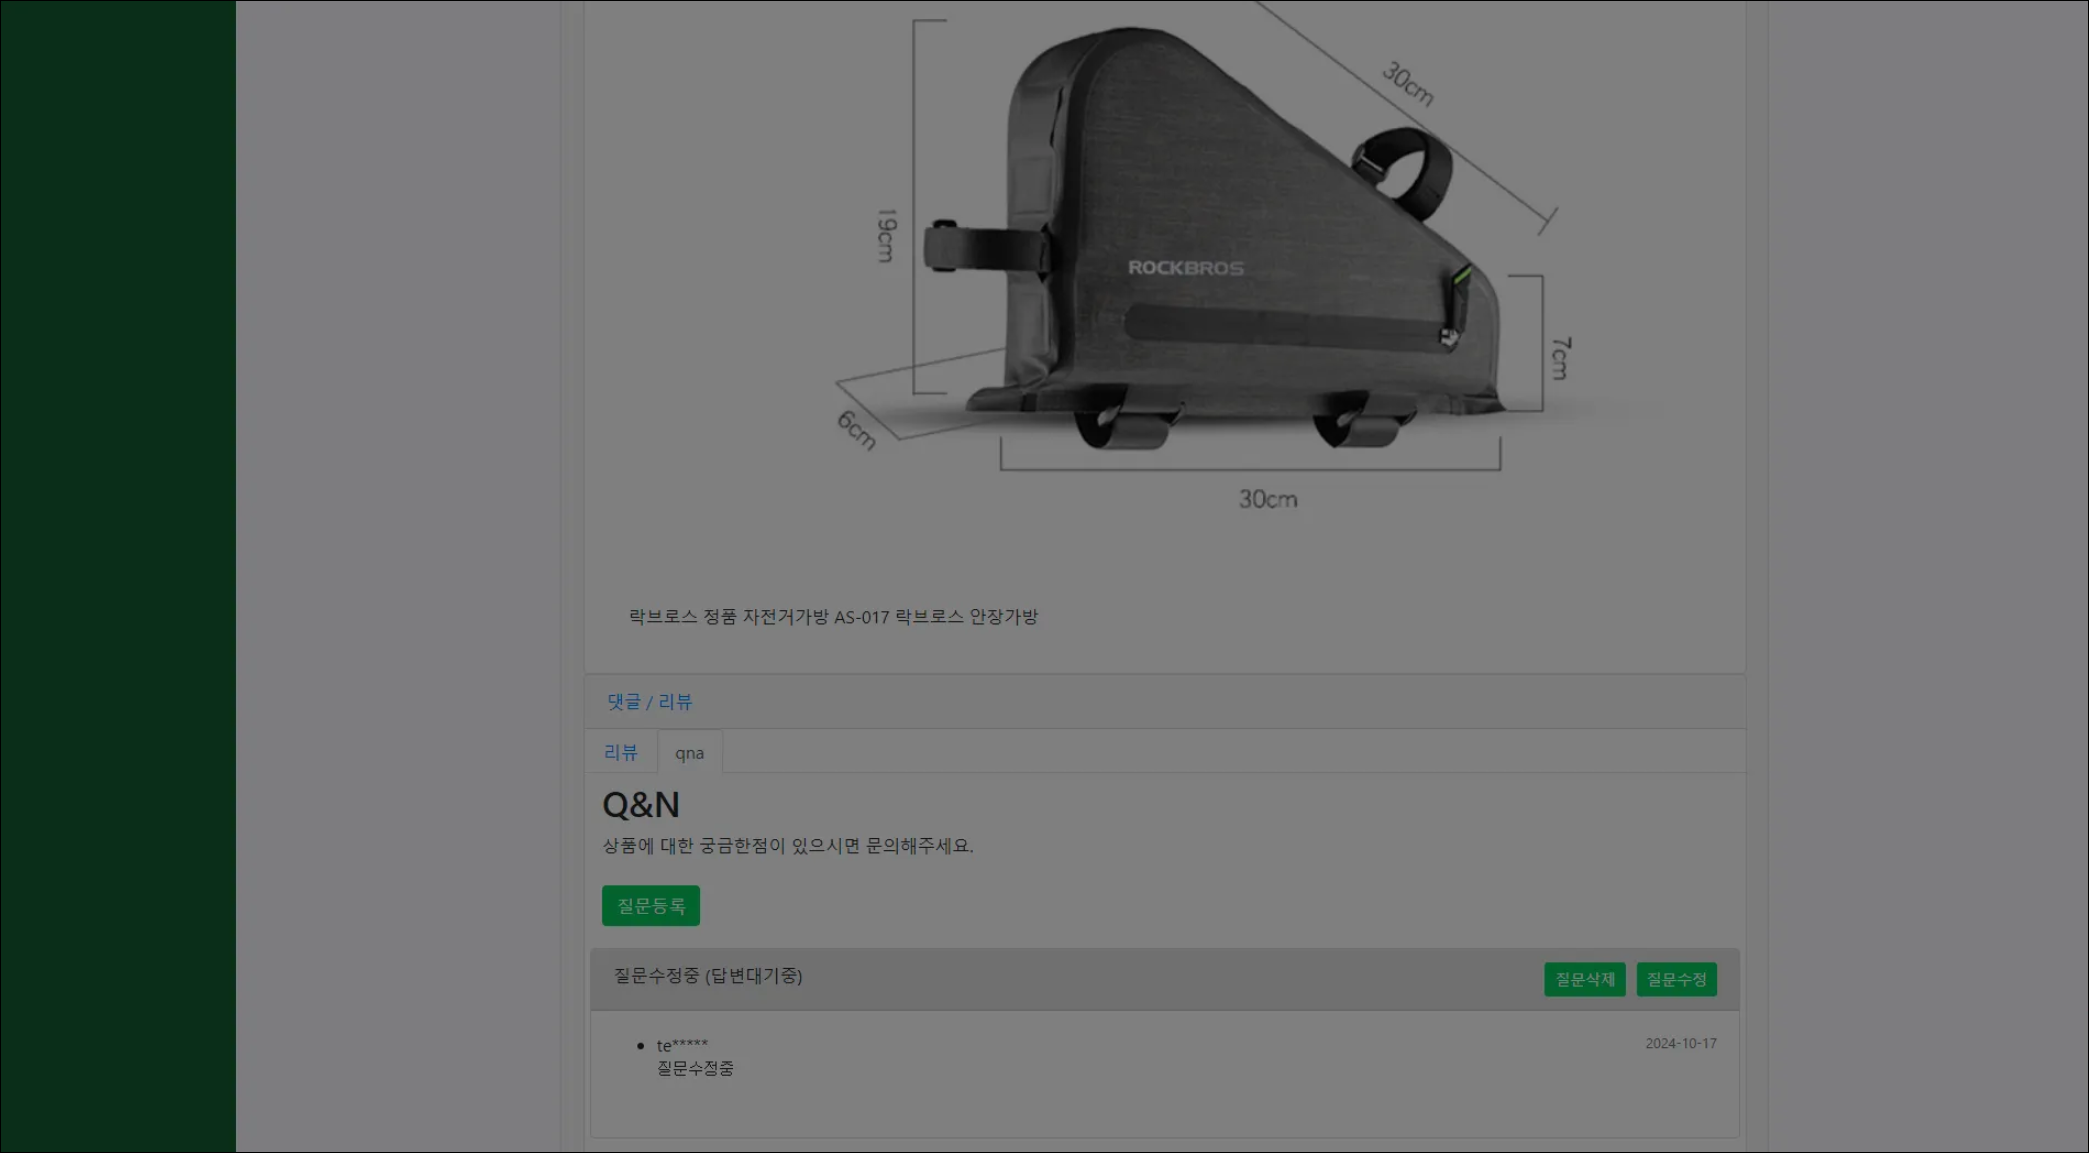 30cm
19cm
ROCKBROS
7cm
6cm
30cm
락브로스 정품 자전거가방 AS-017 락브로스 안장가방
댓글 / 리뷰
리뷰
qna
Q&N
상품에 대한 궁금한점이 있으시면 문의해주세요.
질문등록
질문수정중 (답변대기중)
질문삭제
질문수정
te*****
2024-10-17
질문수정중